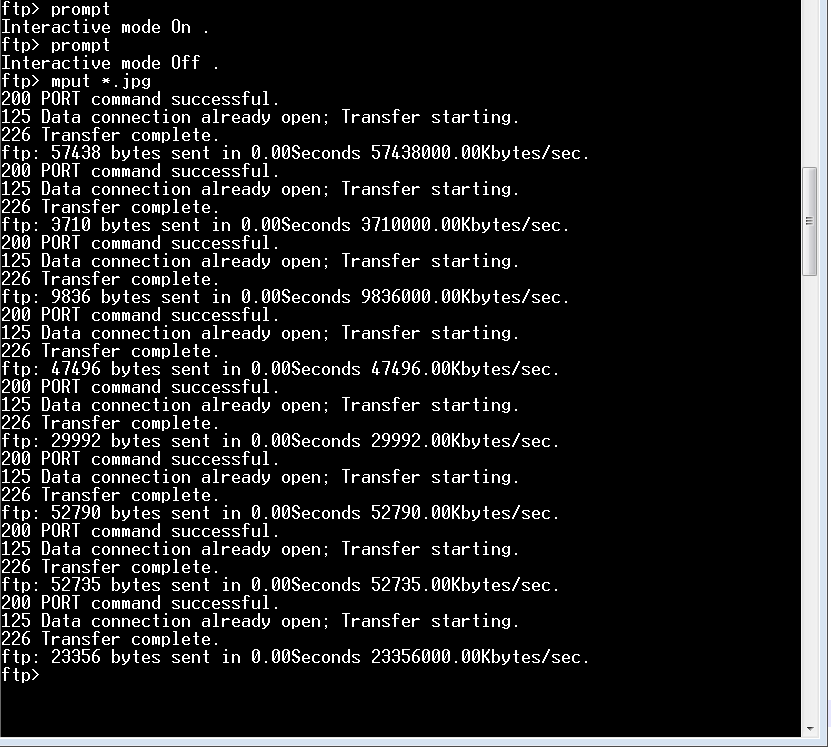 ftp> prompt
Interactive mode On .
ftp> prompt
Interactive mode Off .
ftp> mput *.jpg
200 PORT command successful.
125 Data connection already open; Transfer starting.
226 Transfer complete.
ftp: 57438 bytes sent in 0.00Seconds 57438000.00Kbytes/sec.
200 PORT command successful.
125 Data connection already open; Transfer starting.
226 Transfer complete.
ftp: 3710 bytes sent in 0.00Seconds 3710000.00Kbytes/sec.
200 PORT command successful.
125 Data connection already open; Transfer starting.
226 Transfer complete.
ftp: 9836 bytes sent in 0.00Seconds 9836000.00Kbytes/sec.
200 PORT command successful.
125 Data connection already open; Transfer starting.
226 Transfer complete.
ftp: 47496 bytes sent in 0.00Seconds 47496.00Kbytes/sec.
200 PORT command successful.
125 Data connection already open; Transfer starting.
226 Transfer complete.
ftp: 29992 bytes sent in 0.00Seconds 29992.00Kbytes/sec.
200 PORT command successful.
125 Data connection already open; Transfer starting.
226 Transfer complete.
ftp: 52790 bytes sent in 0.00Seconds 52790.00Kbytes/sec.
200 PORT command successful.
125 Data connection already open; Transfer starting.
226 Transfer complete.
ftp: 52735 bytes sent in 0.00Seconds 52735.00Kbytes/sec.
200 PORT command successful.
125 Data connection already open; Transfer starting.
226 Transfer complete.
ftp: 23356 bytes sent in 0.00Seconds 23356000.00Kbytes/sec.
ftp>